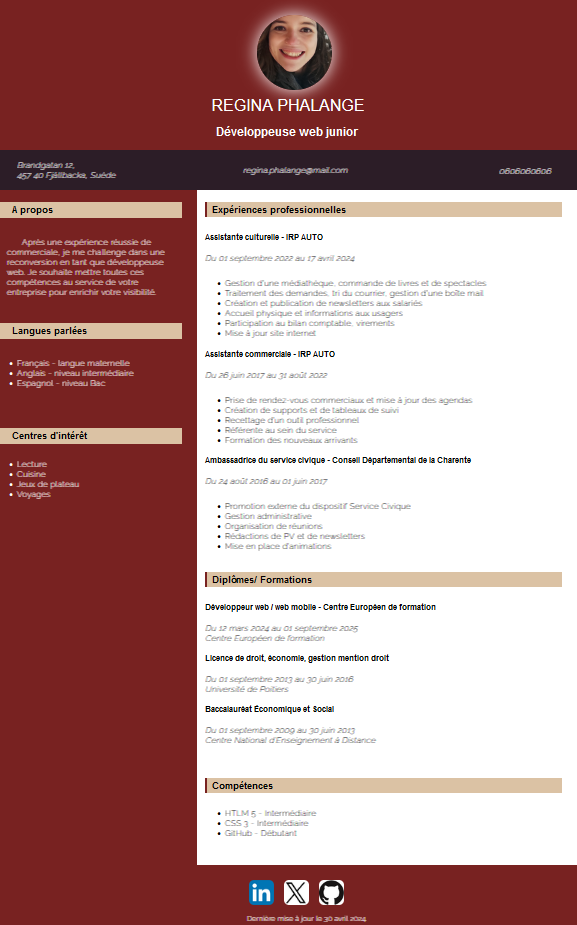 REGINA PHALANGE
Développeuse web junior
Brandgatan 12,
457 40 Fjällbacka, Suède
regina.phalange@mail.com
0606060606
A propos
Après une expérience réussie de
commerciale, je me challenge dans une
reconversion en tant que développeuse
web. Je souhaite mettre toutes ces
compétences au service de votre
entreprise pour enrichir votre visibilité.
Langues parlées
• Français - langue maternelle
• Anglais - niveau intermédiaire
• Espagnol - niveau Bac
Centres d'intérêt
• Lecture
• Cuisine
• Jeux de plateau
• Voyages
Expériences professionnelles
Assistante culturelle - IRP AUTO
Du 01 septembre 2022 au 17 avril 2024
• Gestion d'une médiathèque, commande de livres et de spectacles
• Traitement des demandes, tri du courrier, gestion d'une boîte mail
• Création et publication de newsletters aux salariés
• Accueil physique et informations aux usagers
• Participation au bilan comptable, virements
• Mise à jour site internet
Assistante commerciale - IRP AUTO
Du 26 juin 2017 au 31 août 2022
• Prise de rendez-vous commerciaux et mise à jour des agendas
• Création de supports et de tableaux de suivi
• Recettage d'un outil professionnel
• Référente au sein du service
• Formation des nouveaux arrivants
Ambassadrice du service civique - Conseil Départemental de la Charente
Du 24 août 2016 au 01 juin 2017
• Promotion externe du dispositif Service Civique
• Gestion administrative
• Organisation de réunions
• Rédactions de PV et de newsletters
• Mise en place d'animations
Diplômes/ Formations
Développeur web / web mobile - Centre Européen de formation
Du 12 mars 2024 au 01 septembre 2025
Centre Européen de formation
Licence de droit, économie, gestion mention droit
Du 01 septembre 2013 au 30 juin 2016
Université de Poitiers
Baccalauréat Économique et Social
Du 01 septembre 2009 au 30 juin 2013
Centre National d'Enseignement à Distance
Compétences
• HTLM 5 - Intermédiaire
• CSS 3 - Intermédiaire
• GitHub - Débutant
Dernière mise à jour le 30 avril 2024